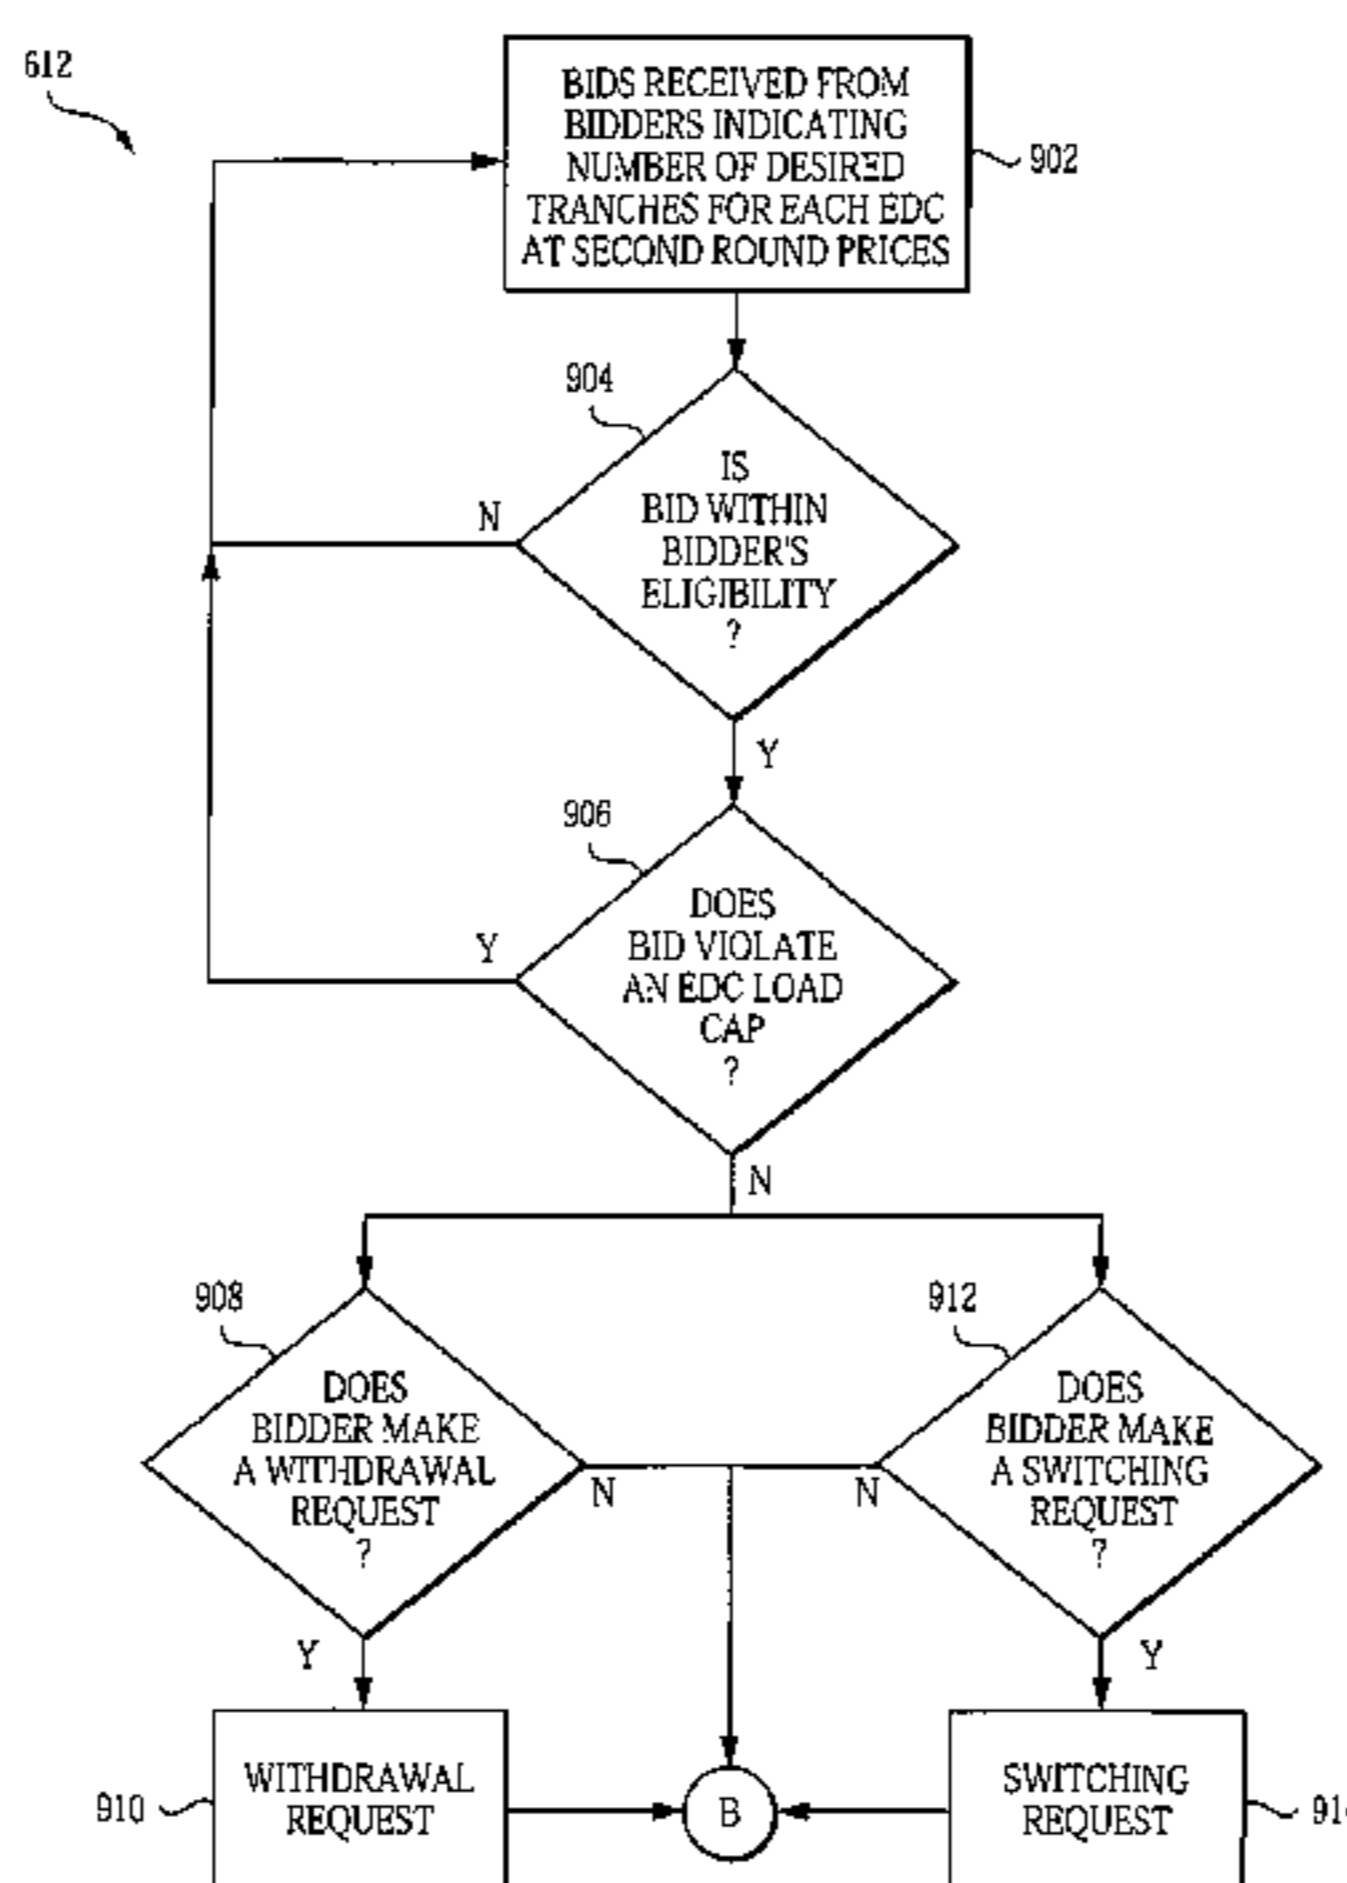 612
BIDS RECEIVED FROM
BIDDERS INDICATING
NUMBER OF DESIRED
TRANCHES FOR EACH EDC
AT SECOND ROUND PRICES
902
904
IS
BID WITHIN
BIDDER'S
ELIGIBILITY
?
N
Y
906
DOES
BID VIOLATE
AN EDC LOAD
CAP
?
Y
N
908
DOES
BIDDER MAKE
A WITHDRAWAL
REQUEST
?
N
Y
912
DOES
BIDDER MAKE
A SWITCHING
REQUEST
?
N
Y
910
WITHDRAWAL
REQUEST
B
SWITCHING
REQUEST